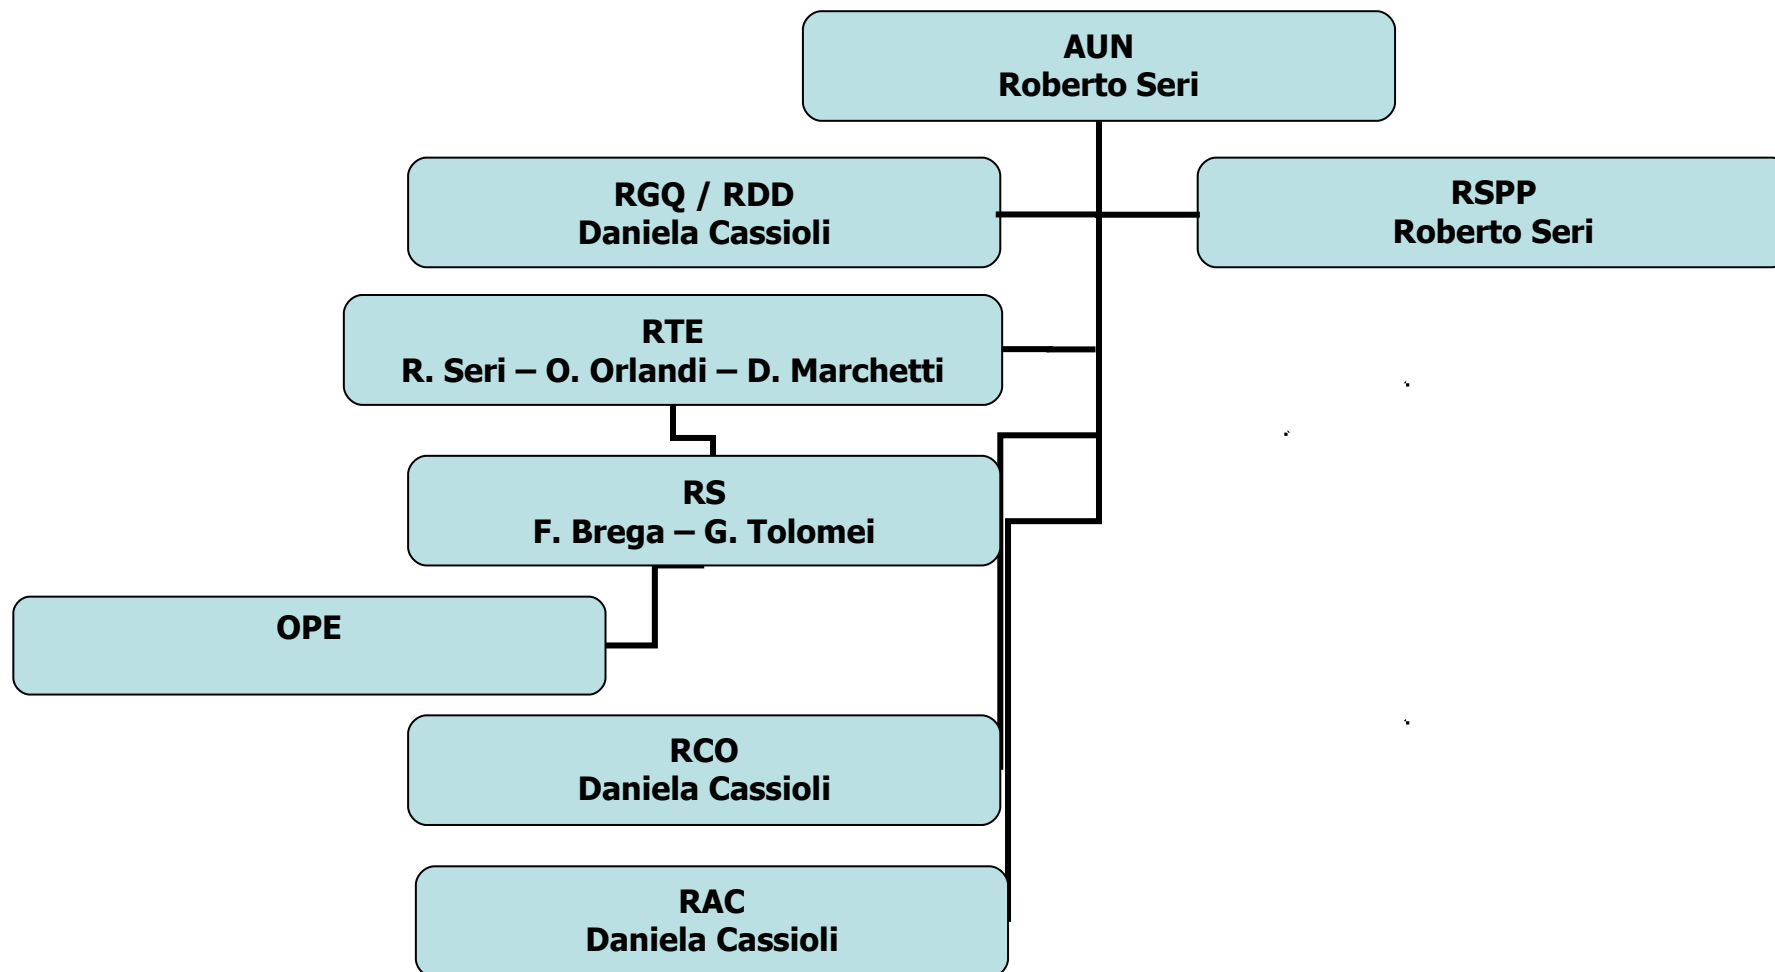 AUN
Roberto Seri
RGQ / RDD
Daniela Cassioli
RSPP
Roberto Seri
RTE
R. Seri – O. Orlandi – D. Marchetti
RS
F. Brega – G. Tolomei
OPE
RCO
Daniela Cassioli
RAC
Daniela Cassioli